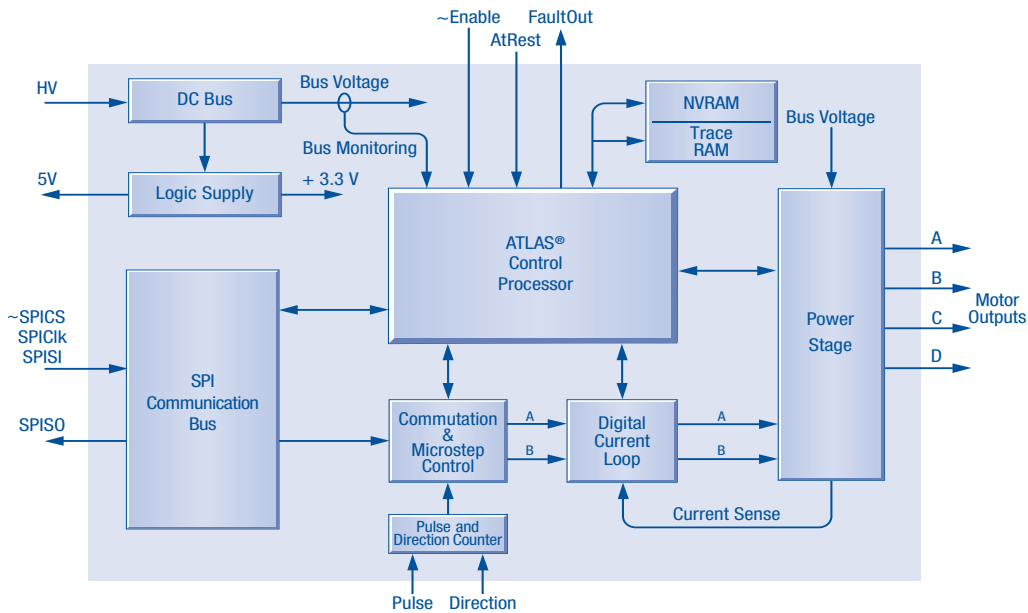 ~Enable
FaultOut
AtRest
HV
DC Bus
Bus Voltage
Bus Monitoring
NVRAM
Trace
RAM
Bus Voltage
5V
Logic Supply
+ 3.3 V
ATLAS®
Control
Processor
A
B
C
D
Motor
Outputs
Power
Stage
~SPICS
SPIClk
SPISI
SPISO
SPI
Communication
Bus
Commutation
&
Microstep
Control
A
B
Digital
Current
Loop
A
B
Current Sense
Pulse and
Direction Counter
Pulse
Direction